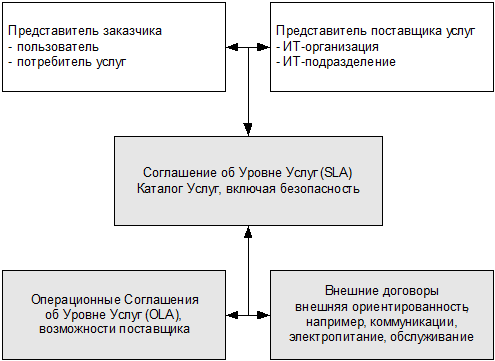 Представитель заказчика
- пользователь
- потребитель услуг
Представитель поставщика услуг
- ИТ-организация
- ИТ-подразделение
Соглашение об Уровне Услуг (SLA)
Каталог Услуг, включая безопасность
Операционные Соглашения
об Уровне Услуг (OLA),
возможности поставщика
Внешние договоры
внешняя ориентированность,
например, коммуникации,
электропитание, обслуживание